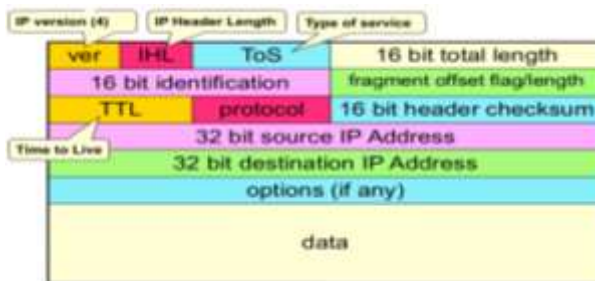 IP version (4) IP Header Length Type of service
ver IHL ToS 16 bit total length
16 bit identification fragment offset flag/length
TTL protocol 16 bit header checksum
Time to Live 32 bit source IP Address
32 bit destination IP Address
options (if any)
data